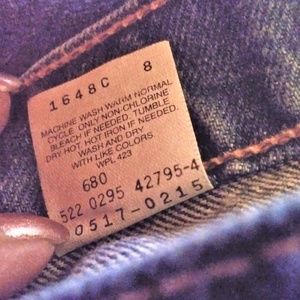 1648C 8
MACHINE WASH WARM NORMAL
CYCLE. ONLY NON-CHLORINE
BLEACH IF NEEDED. TUMBLE
DRY HOT. HOT IRON IF NEEDED.
WASH AND DRY
WITH LIKE COLORS
WPL 423
680
522 0295 42795-4
0517-0215